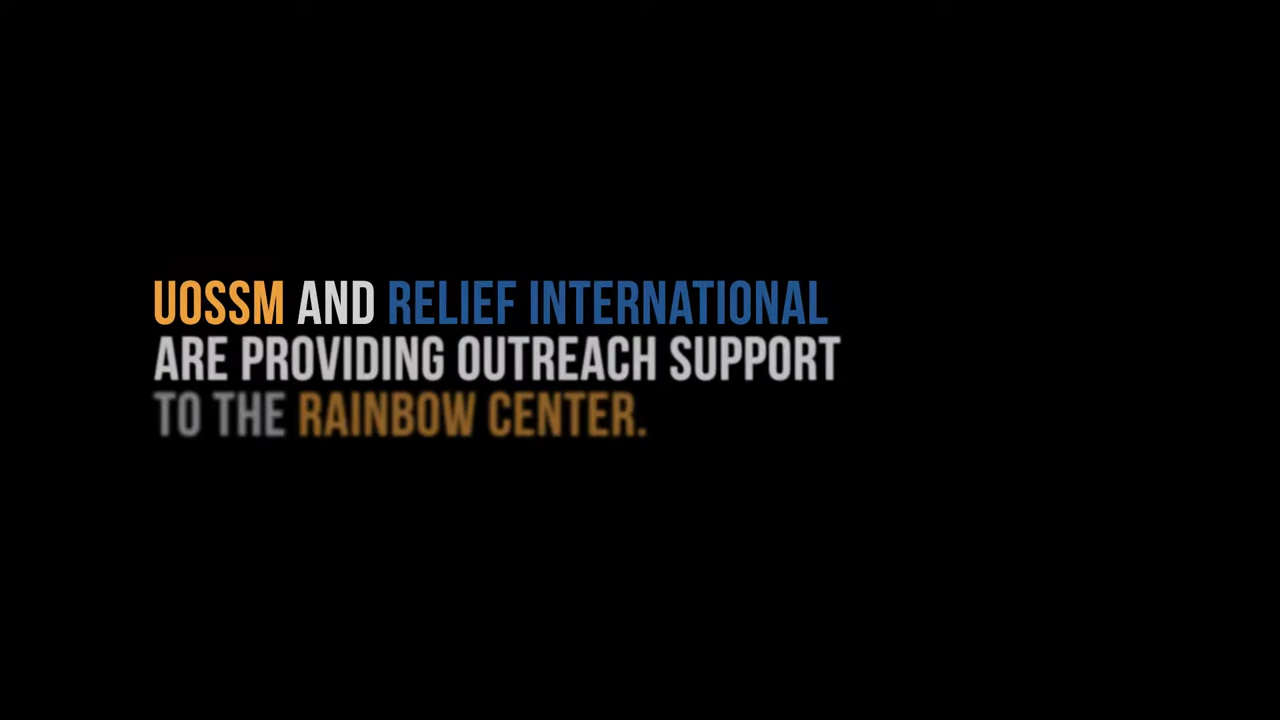 UOSSM AND RELIEF INTERNATIONAL
ARE PROVIDING OUTREACH SUPPORT
TO THE RAINBOW CENTER.